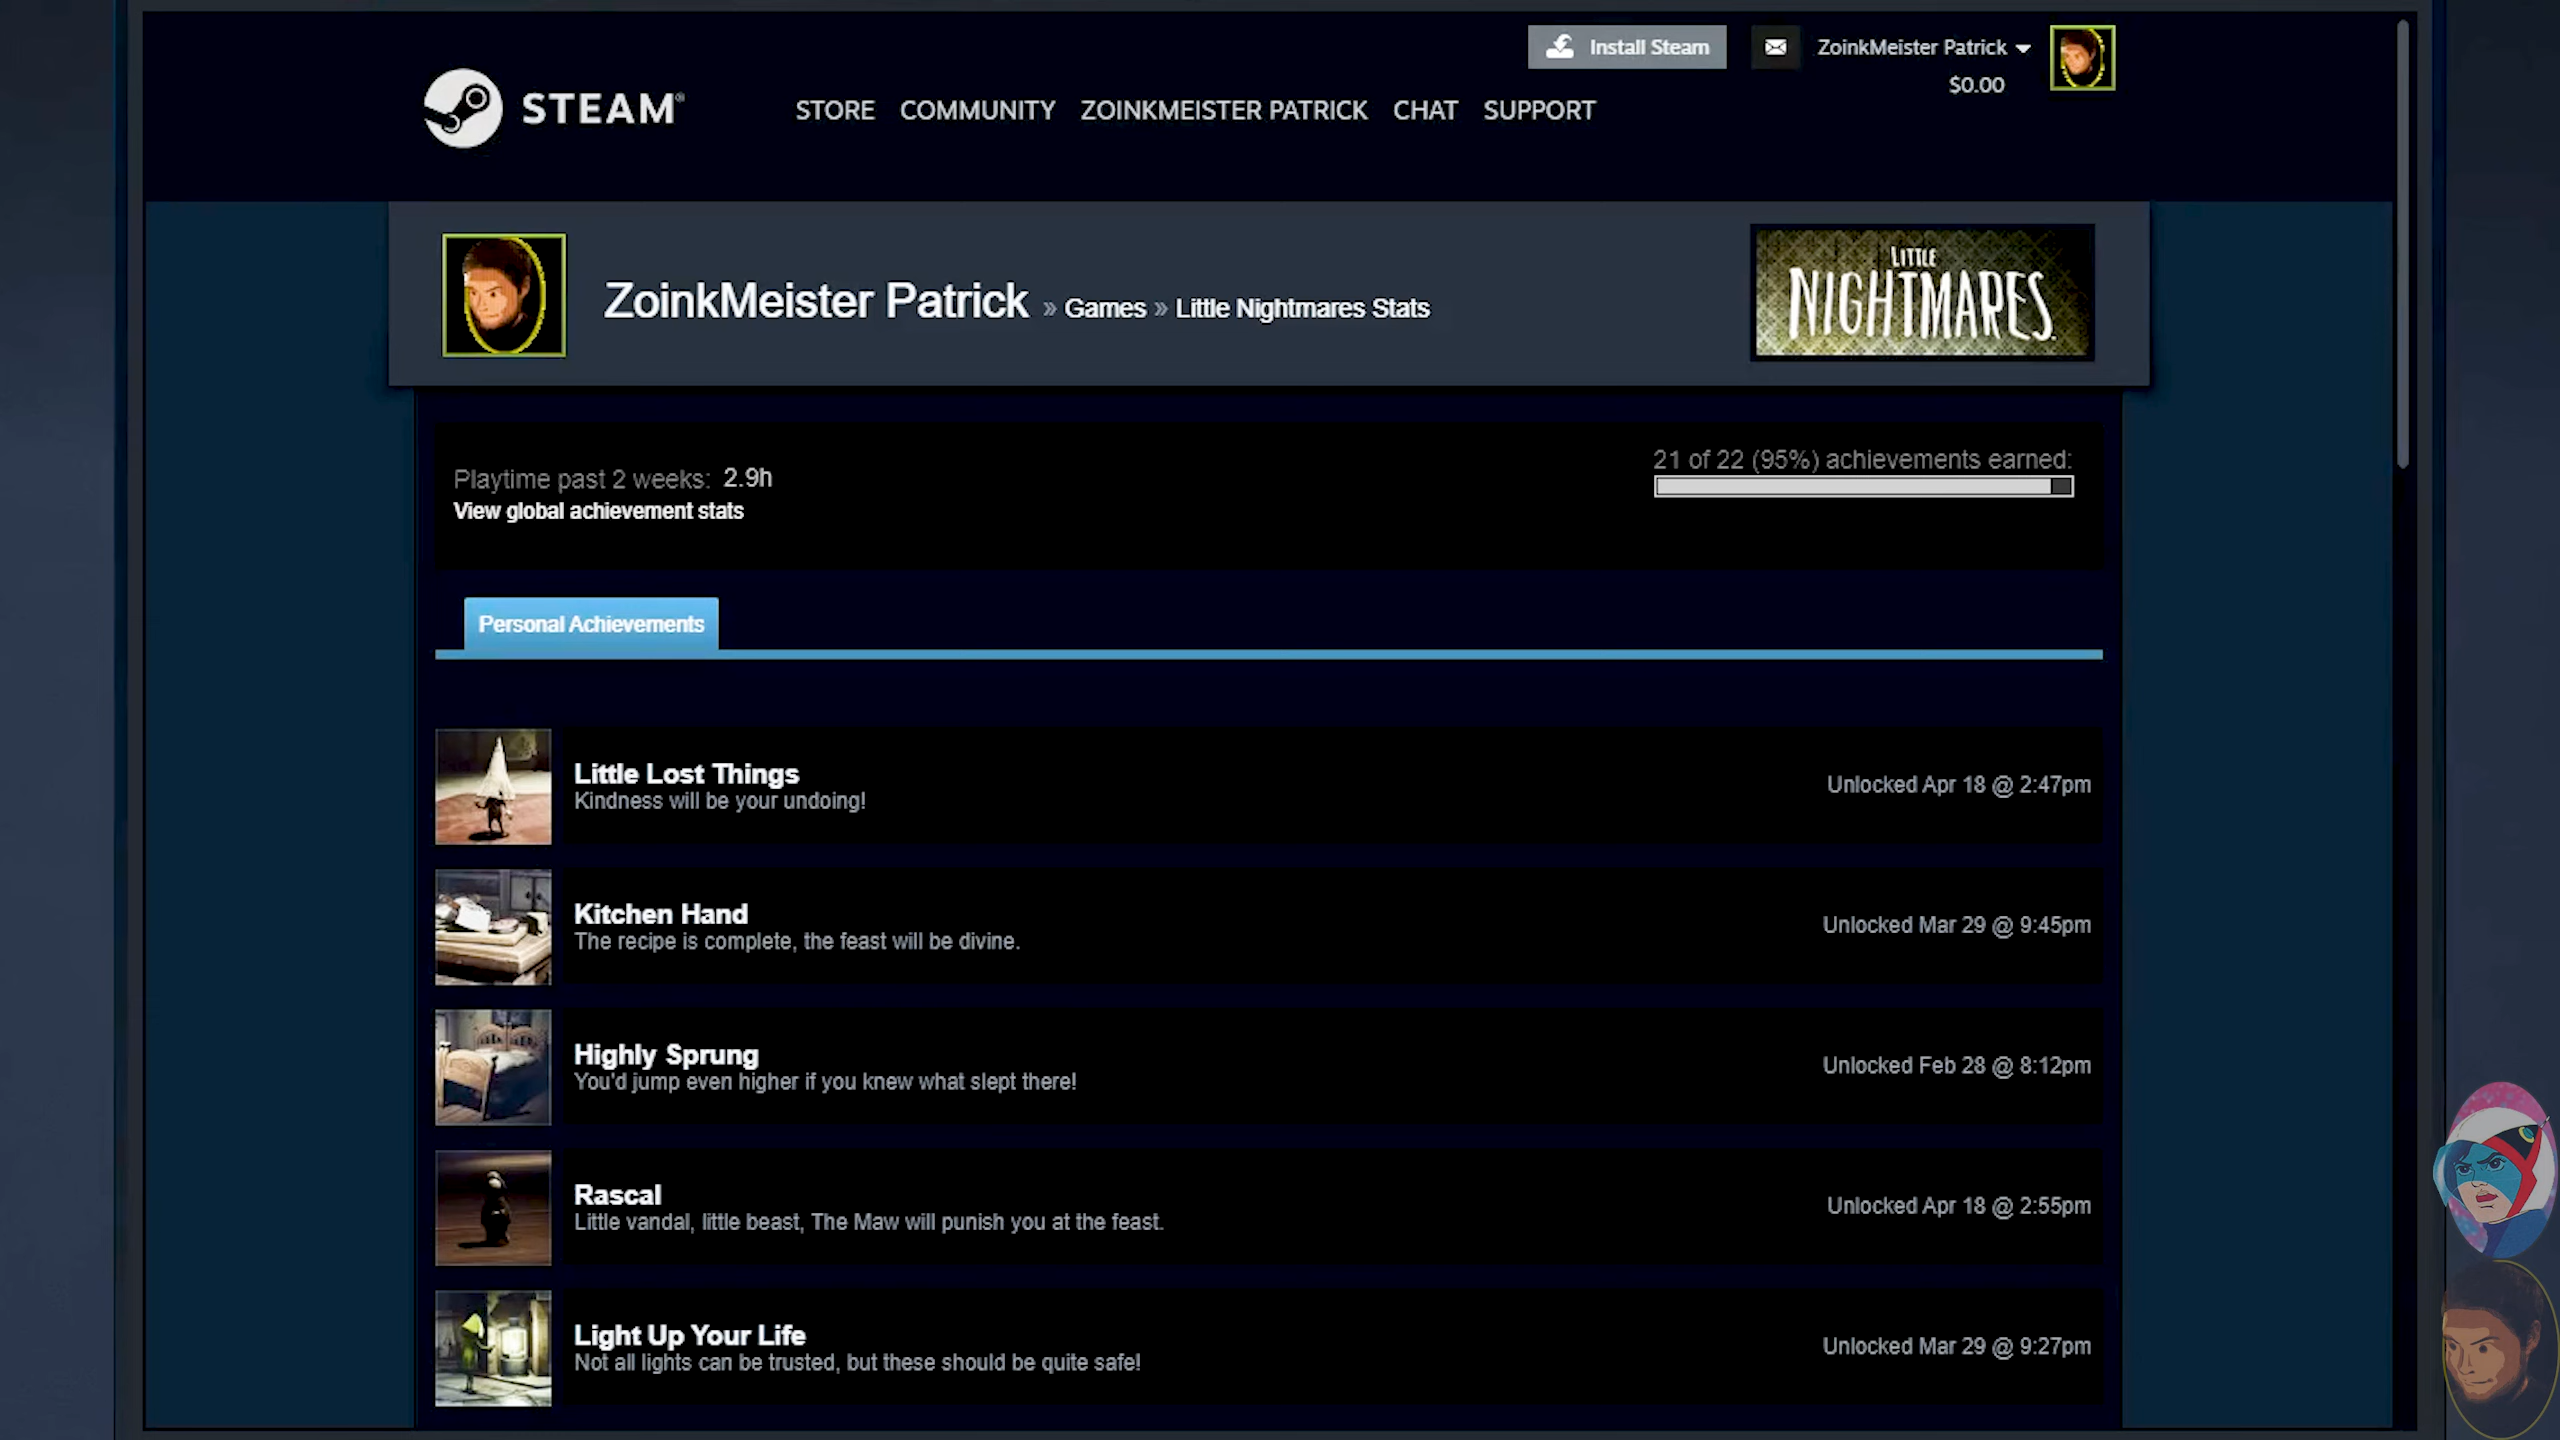 Install Steam
ZoinkMeister Patrick
$0.00
STEAM®
STORE COMMUNITY ZOINKMEISTER PATRICK CHAT SUPPORT
ZoinkMeister Patrick » Games » Little Nightmares Stats
LITTLE
NIGHTMARES
Playtime past 2 weeks: 2.9h
View global achievement stats
21 of 22 (95%) achievements earned:
Personal Achievements
Little Lost Things
Kindness will be your undoing!
Unlocked Apr 18 @ 2:47pm
Kitchen Hand
The recipe is complete, the feast will be divine.
Unlocked Mar 29 @ 9:45pm
Highly Sprung
You'd jump even higher if you knew what slept there!
Unlocked Feb 28 @ 8:12pm
Rascal
Little vandal, little beast, The Maw will punish you at the feast.
Unlocked Apr 18 @ 2:55pm
Light Up Your Life
Not all lights can be trusted, but these should be quite safe!
Unlocked Mar 29 @ 9:27pm